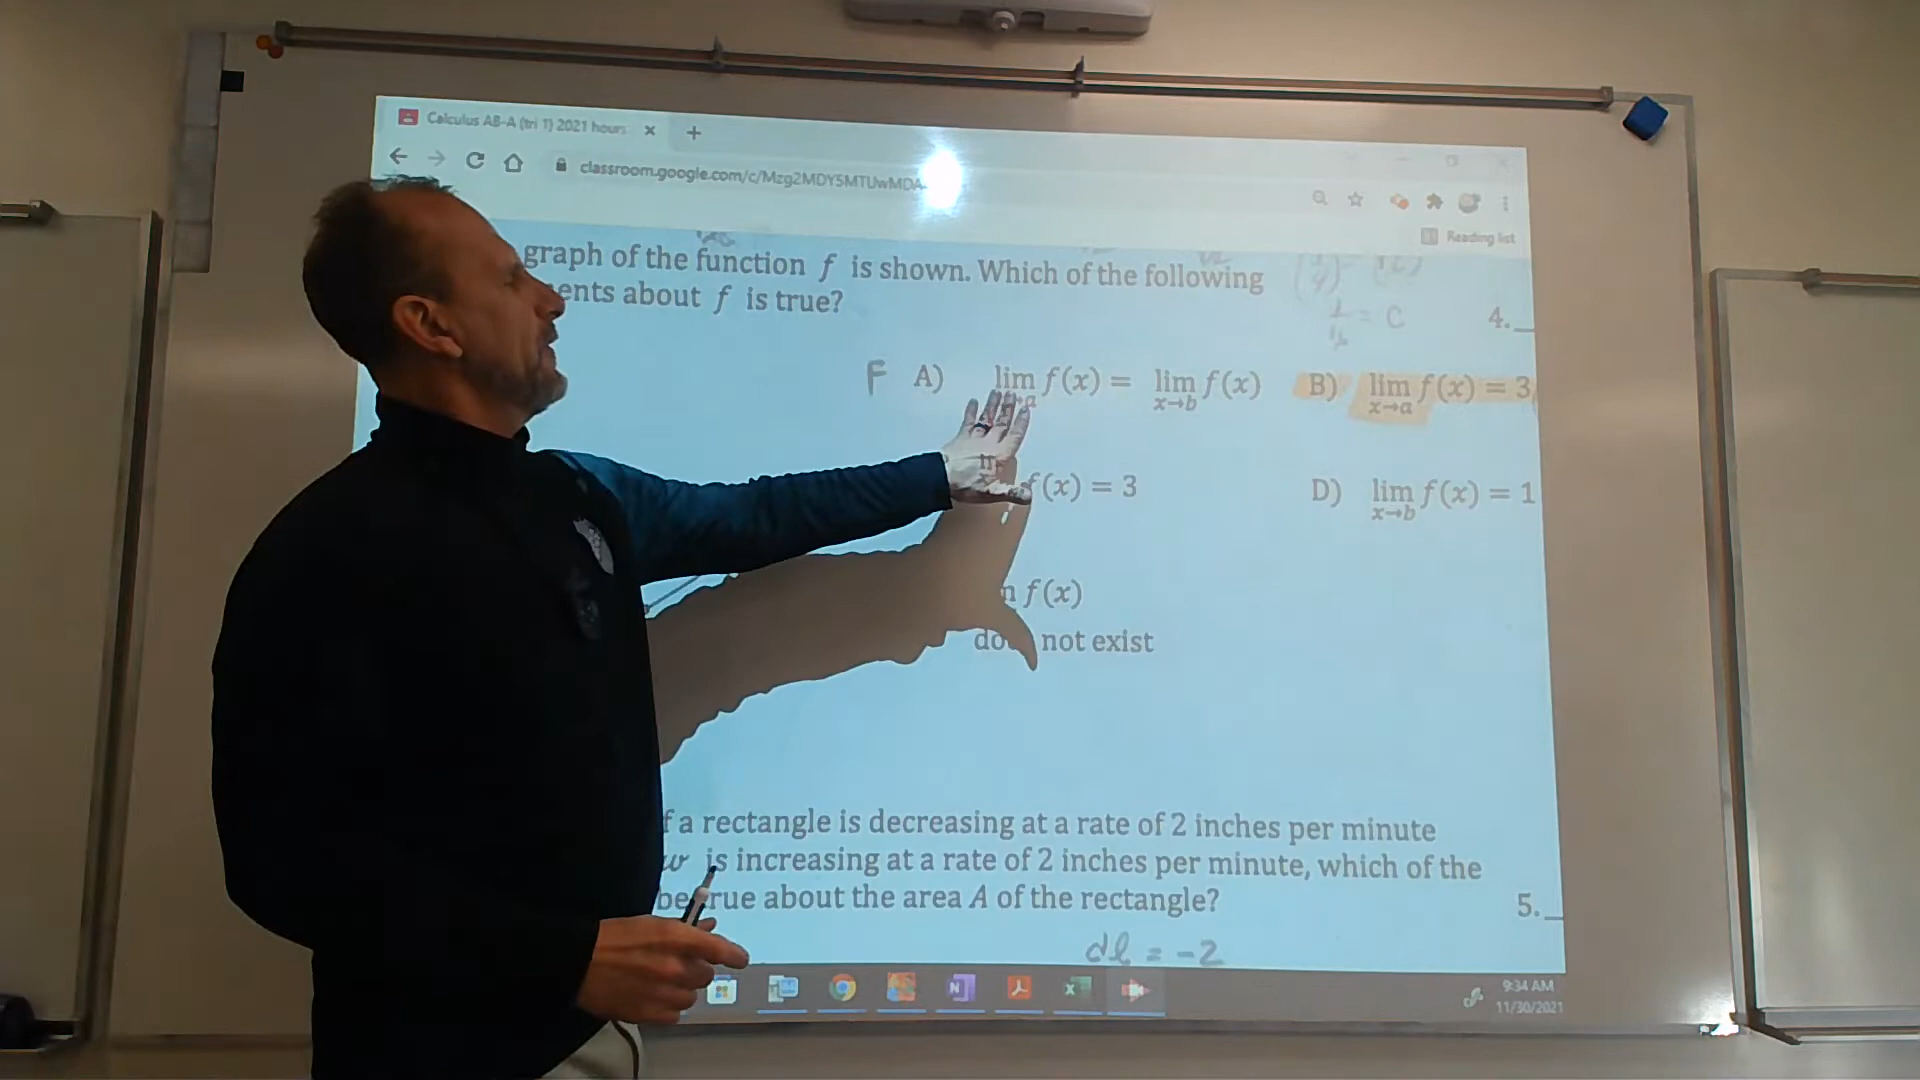 Calculus AB-A (tri 1) 2021 hour
classroom.google.com/c/Mzg2MDY5MTUwMDA
Reading list
graph of the function f is shown. Which of the following
ents about f is true?
= C
4.
F A) lim f(x) = lim f(x) B) lim f(x) = 3
a x→b x→a
f(x) = 3 D) lim f(x) = 1
x→b
f(x)
do not exist
f a rectangle is decreasing at a rate of 2 inches per minute
w is increasing at a rate of 2 inches per minute, which of the
be rue about the area A of the rectangle?
5.
dl = -2
9:34 AM
11/30/2021